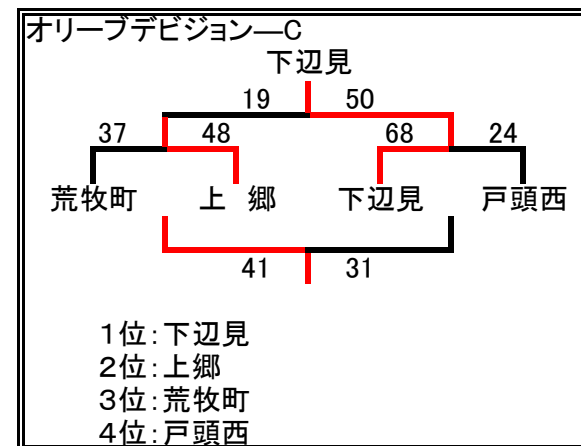 オリーブデビジョン―C
下辺見
19 50
37 48 68 24
荒牧町 上 郷 下辺見 戸頭西
41 31
1位:下辺見
2位:上郷
3位:荒牧町
4位:戸頭西